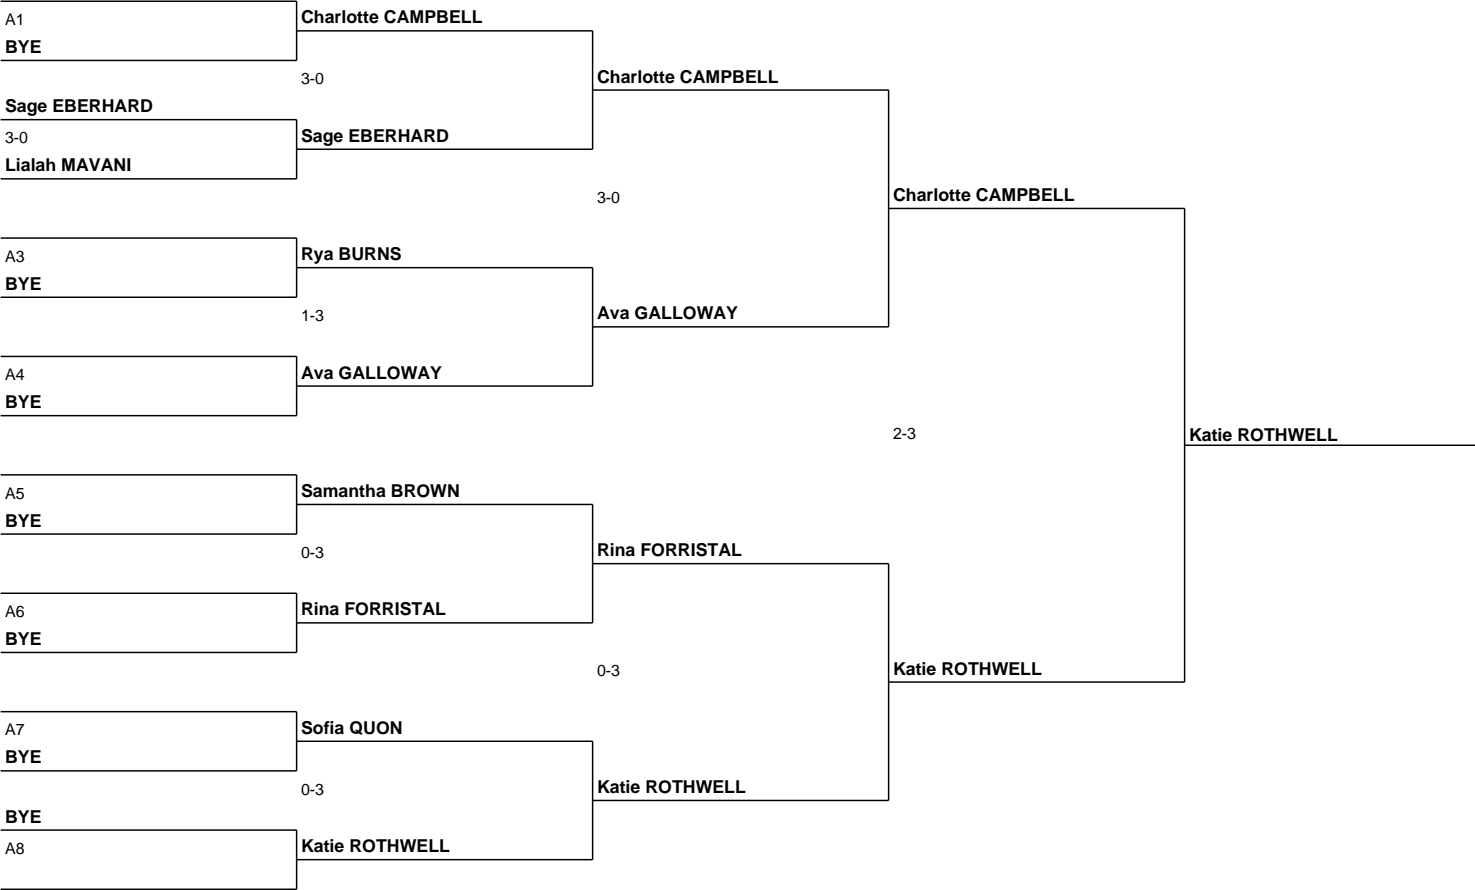 A1
BYE
Sage EBERHARD
3-0
Lialah MAVANI
A3
BYE
A4
BYE
A5
BYE
A6
BYE
A7
BYE
BYE
A8
Charlotte CAMPBELL
3-0
Sage EBERHARD
Rya BURNS
1-3
Ava GALLOWAY
Samantha BROWN
0-3
Rina FORRISTAL
Sofia QUON
0-3
Katie ROTHWELL
Charlotte CAMPBELL
3-0
Ava GALLOWAY
Rina FORRISTAL
0-3
Katie ROTHWELL
Charlotte CAMPBELL
2-3
Katie ROTHWELL
Katie ROTHWELL